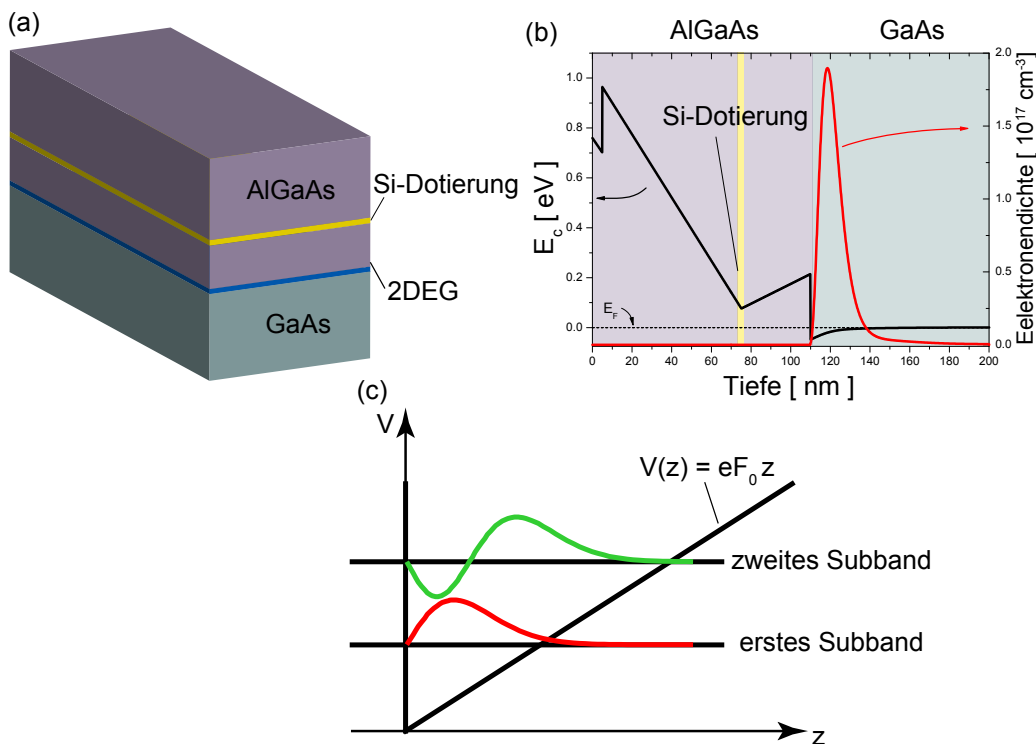 (a)
AlGaAs
Si-Dotierung
2DEG
GaAs
(b)
AlGaAs
GaAs
Si-Dotierung
E_F
E_c [ eV ]
1.0
0.8
0.6
0.4
0.2
0.0
0 20 40 60 80 100 120 140 160 180 200
Tiefe [ nm ]
2.0
1.5
1.0
0.5
0.0
Eelektronendichte [ 10^17 cm^-3 ]
(c)
V
V(z) = eF_0 z
zweites Subband
erstes Subband
z